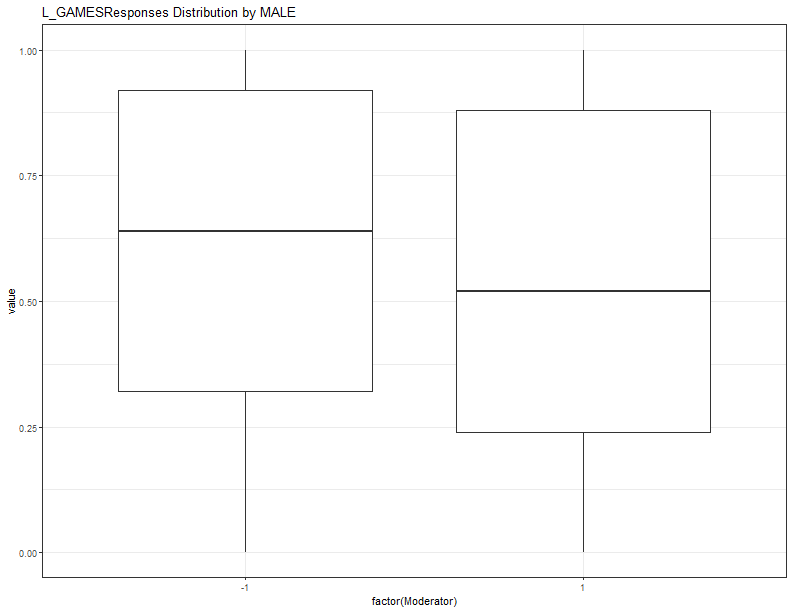 L_GAMESResponses Distribution by MALE
1.00
0.75
0.50
0.25
0.00
value
-1
1
factor(Moderator)